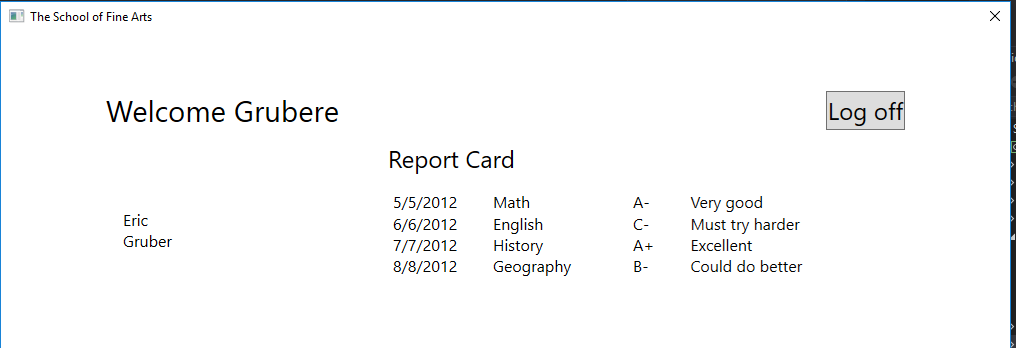 The School of Fine Arts
Welcome Grubere
Log off
Report Card
Eric
Gruber
5/5/2012 Math A- Very good
6/6/2012 English C- Must try harder
7/7/2012 History A+ Excellent
8/8/2012 Geography B- Could do better